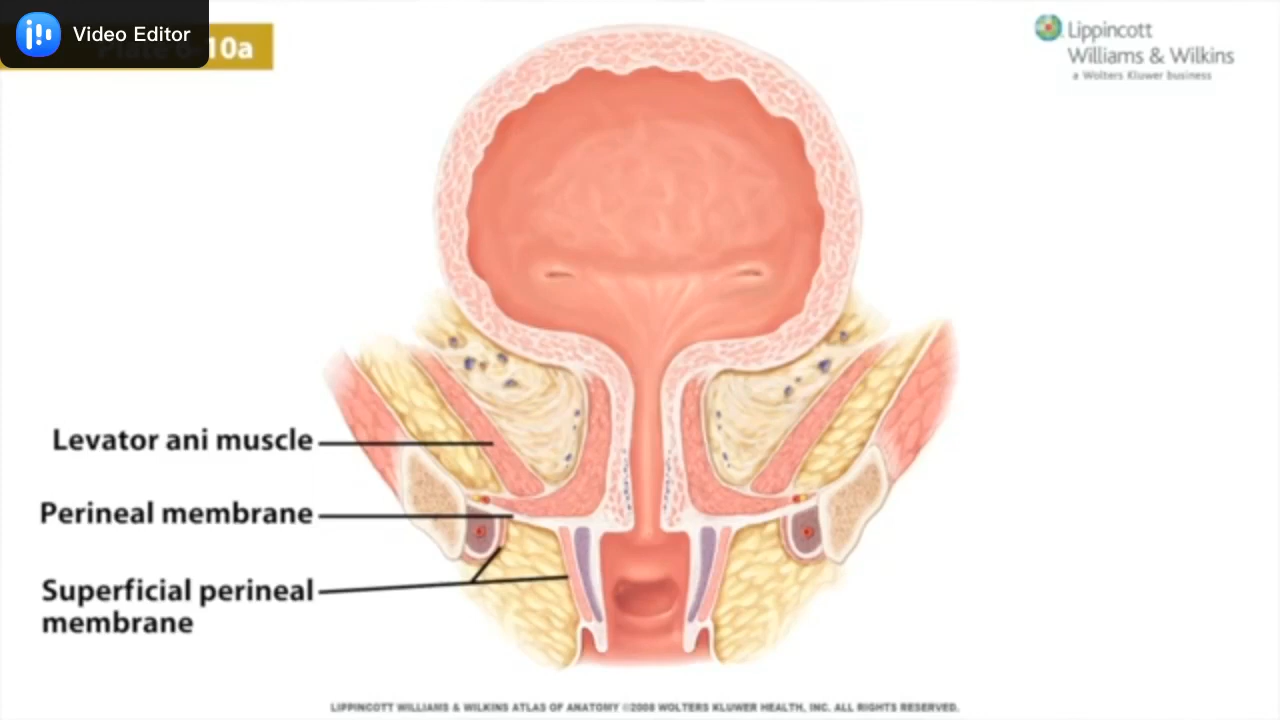 Video Editor
10a
Lippincott
Williams & Wilkins
a Wolters Kluwer business
Levator ani muscle
Perineal membrane
Superficial perineal
membrane
LIPPINCOTT WILLIAMS & WILKINS ATLAS OF ANATOMY ©2008 WOLTERS KLUWER HEALTH, INC. ALL RIGHTS RESERVED.